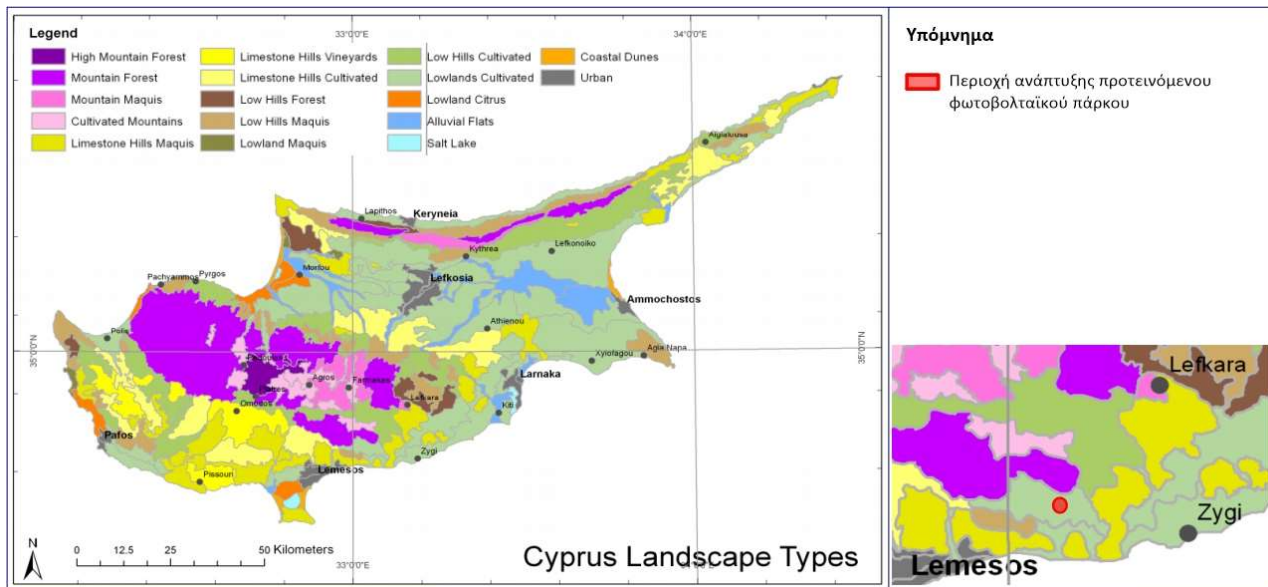 33°0'0"E
34°0'0"E
Legend
High Mountain Forest
Mountain Forest
Mountain Maquis
Cultivated Mountains
Limestone Hills Maquis
Limestone Hills Vineyards
Limestone Hills Cultivated
Low Hills Forest
Low Hills Maquis
Lowland Maquis
Low Hills Cultivated
Lowlands Cultivated
Lowland Citrus
Alluvial Flats
Salt Lake
Coastal Dunes
Urban
Aigialousa
Lapithos
Keryneia
Kythrea
Lefkonoiko
Morfou
Lefkosia
Pachyammos
Pyrgos
Ammochostos
Polis
Athienou
35°0'0"N
35°0'0"N
Xylofagou
Agia Napa
Agros
Larnaka
Lefkara
Kiti
Omodos
Pafos
Zygi
Pissouri
Lemesos
N
0 12.5 25 50 Kilometers
Cyprus Landscape Types
33°0'0"E
Υπόμνημα
Περιοχή ανάπτυξης προτεινόμενου
φωτοβολταϊκού πάρκου
Lefkara
Zygi
Lemesos